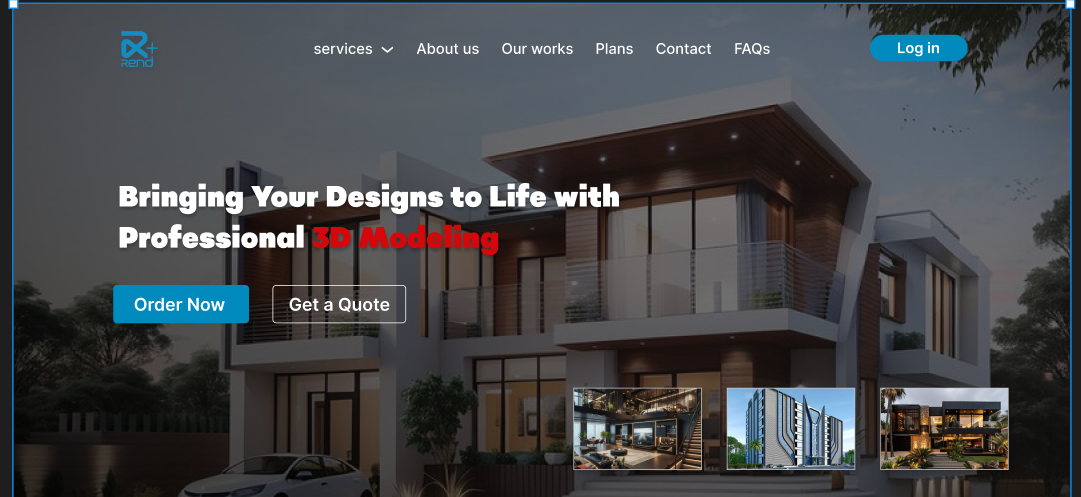 Rend
services
About us
Our works
Plans
Contact
FAQs
Log in
Bringing Your Designs to Life with
Professional 3D Modeling
Order Now
Get a Quote